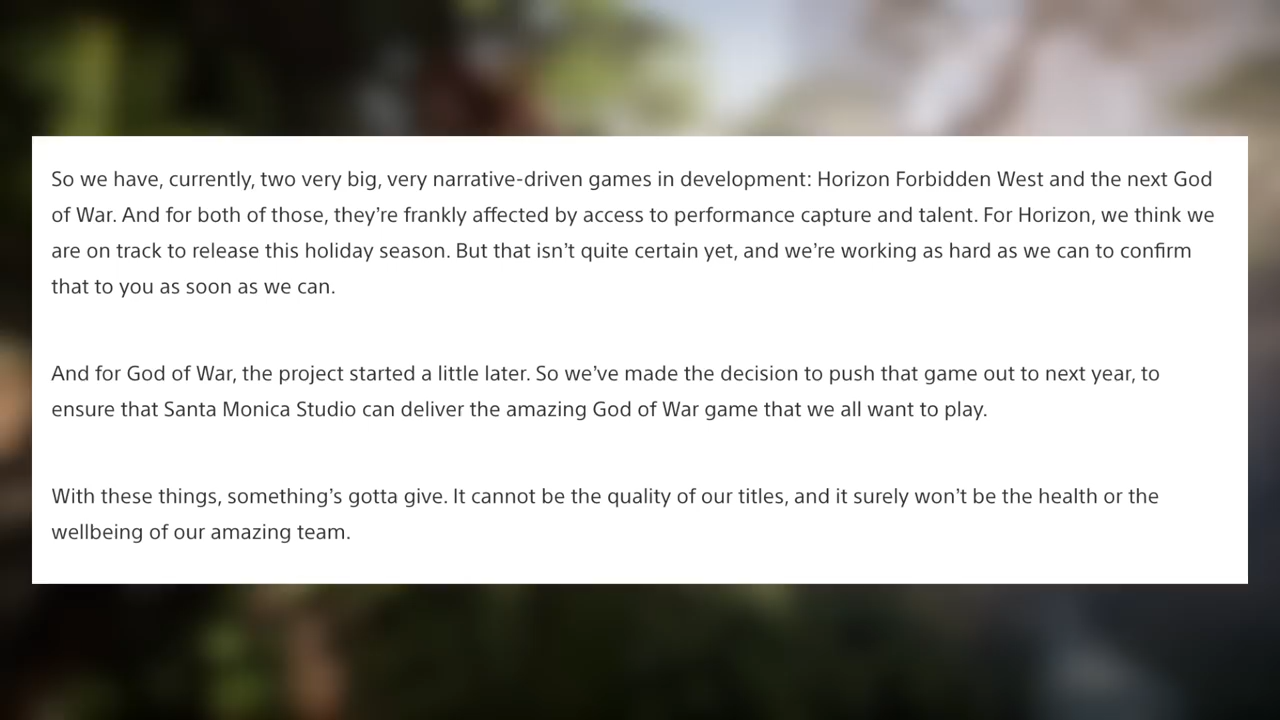 So we have, currently, two very big, very narrative-driven games in development: Horizon Forbidden West and the next God
of War. And for both of those, they’re frankly affected by access to performance capture and talent. For Horizon, we think we
are on track to release this holiday season. But that isn’t quite certain yet, and we’re working as hard as we can to confirm
that to you as soon as we can.
And for God of War, the project started a little later. So we’ve made the decision to push that game out to next year, to
ensure that Santa Monica Studio can deliver the amazing God of War game that we all want to play.
With these things, something’s gotta give. It cannot be the quality of our titles, and it surely won’t be the health or the
wellbeing of our amazing team.